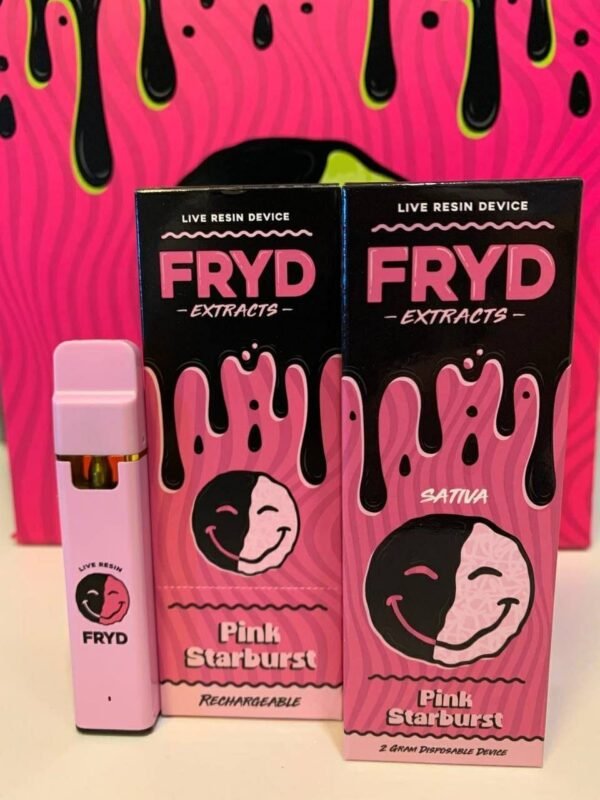 LIVE RESIN DEVICE
FRYD
- EXTRACTS -
Pink
Starburst
RECHARGEABLE
LIVE RESIN DEVICE
FRYD
- EXTRACTS -
SATIVA
Pink
Starburst
2 GRAM DISPOSABLE DEVICE
LIVE RESIN
FRYD